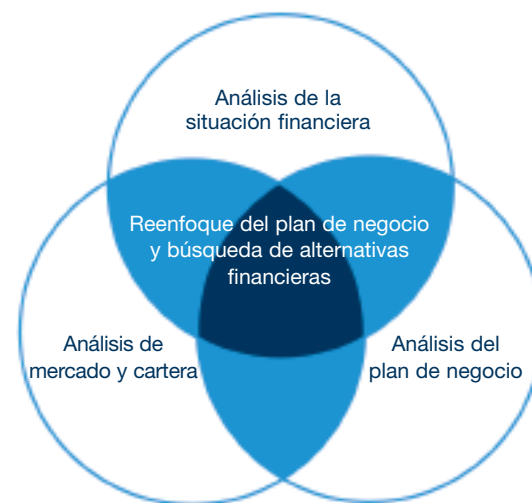 Análisis de la
situación financiera
Reenfoque del plan de negocio
y búsqueda de alternativas
financieras
Análisis de
mercado y cartera
Análisis del
plan de negocio